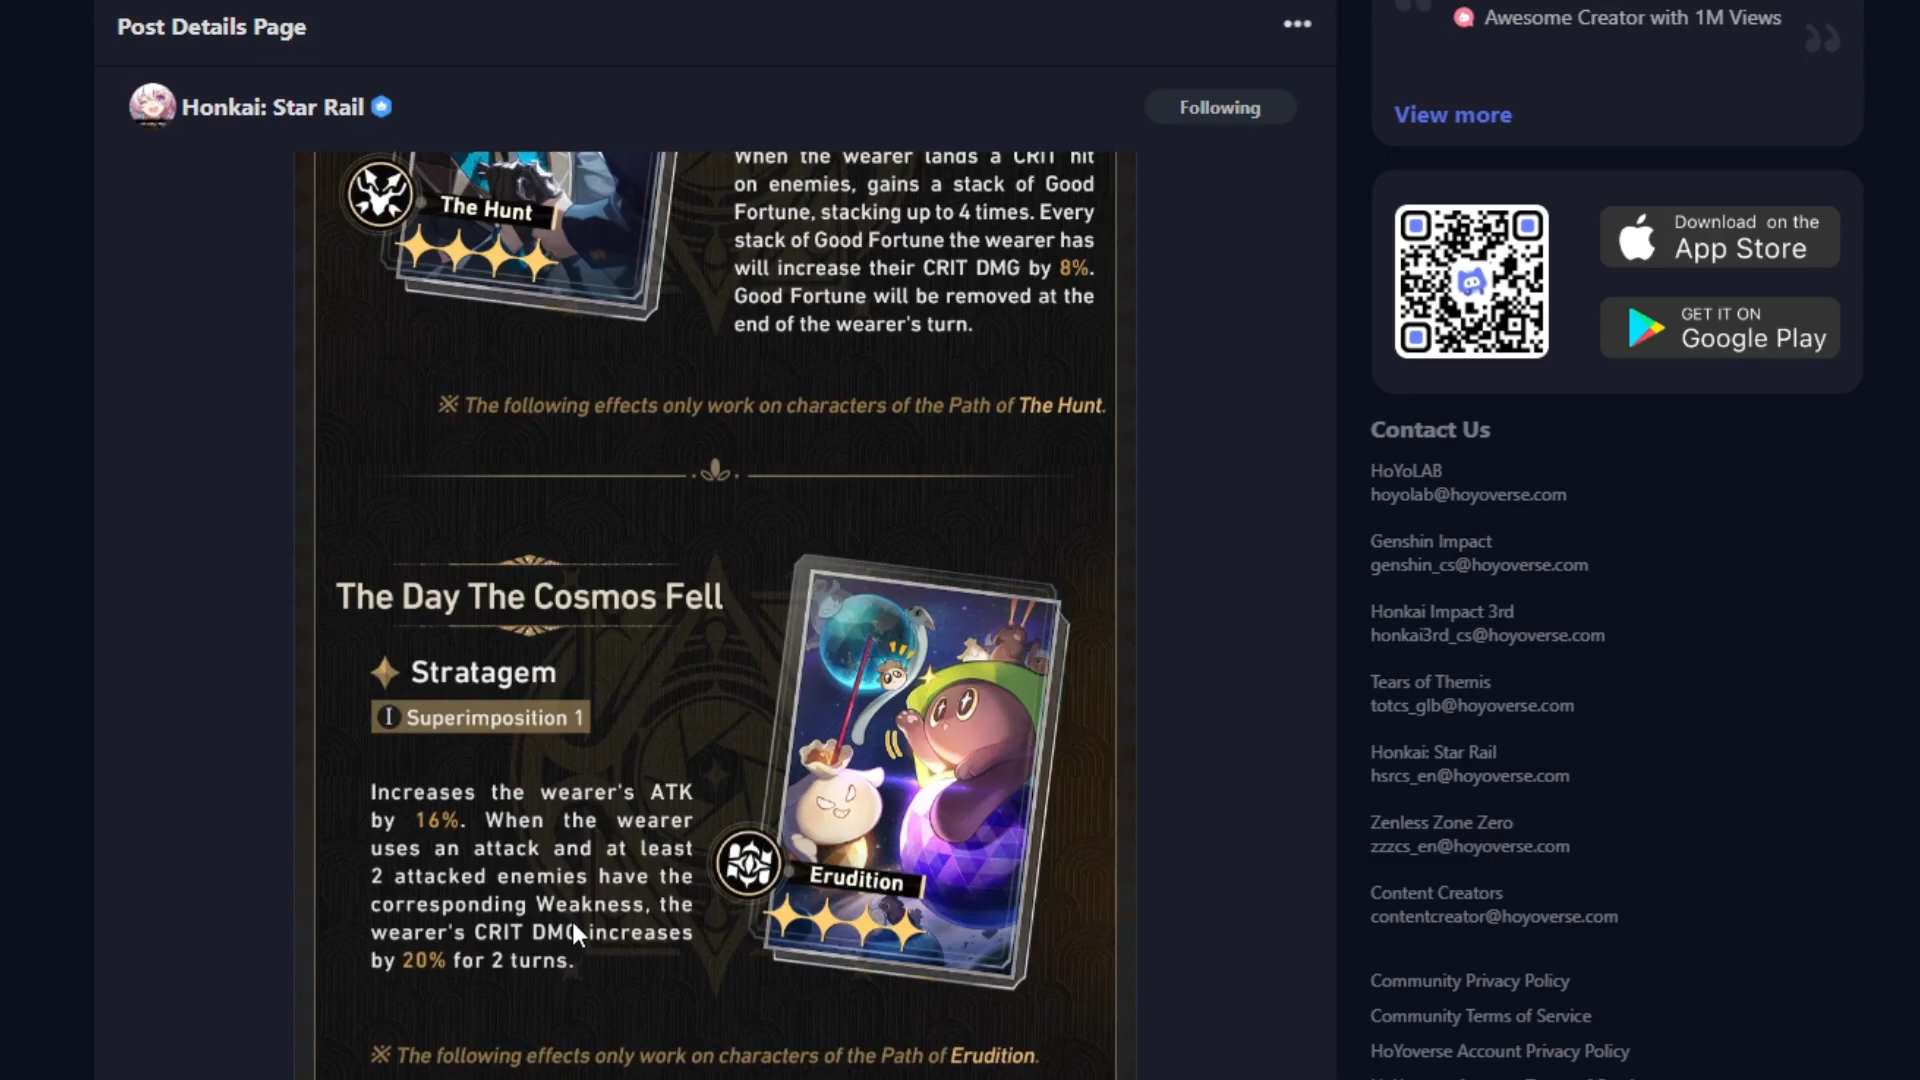 Post Details Page
Honkai: Star Rail
Following
When the wearer lands a CRIT hit
on enemies, gains a stack of Good
Fortune, stacking up to 4 times. Every
stack of Good Fortune the wearer has
will increase their CRIT DMG by 8%.
Good Fortune will be removed at the
end of the wearer's turn.
The Hunt
※ The following effects only work on characters of the Path of The Hunt.
The Day The Cosmos Fell
Stratagem
I Superimposition 1
Increases the wearer's ATK
by 16%. When the wearer
uses an attack and at least
2 attacked enemies have the
corresponding Weakness, the
wearer's CRIT DMG increases
by 20% for 2 turns.
Erudition
※ The following effects only work on characters of the Path of Erudition.
Awesome Creator with 1M Views
View more
Download on the
App Store
GET IT ON
Google Play
Contact Us
HoYoLAB
hoyolab@hoyoverse.com
Genshin Impact
genshin_cs@hoyoverse.com
Honkai Impact 3rd
honkai3rd_cs@hoyoverse.com
Tears of Themis
totcs_glb@hoyoverse.com
Honkai: Star Rail
hsrcs_en@hoyoverse.com
Zenless Zone Zero
zzzcs_en@hoyoverse.com
Content Creators
contentcreator@hoyoverse.com
Community Privacy Policy
Community Terms of Service
HoYoverse Account Privacy Policy